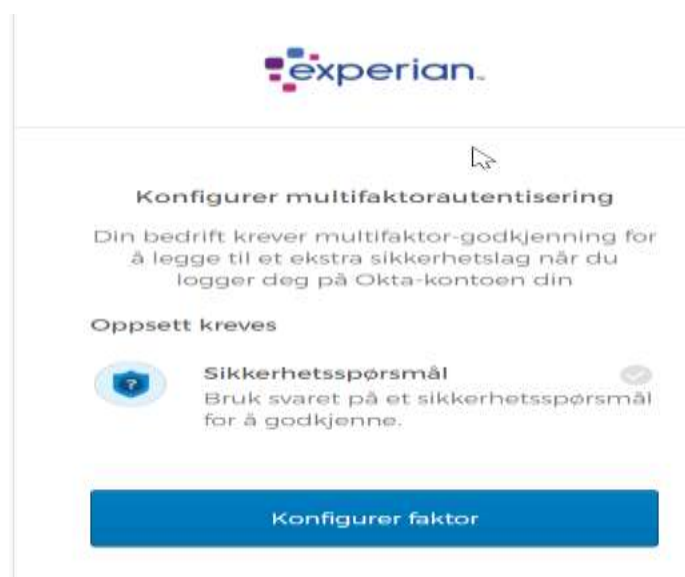 experian™
Konfigurer multifaktorautentisering
Din bedrift krever multifaktor-godkjenning for
å legge til et ekstra sikkerhetslag når du
logger deg på Okta-kontoen din
Oppsett kreves
?
Sikkerhetsspørsmål
Bruk svaret på et sikkerhetsspørsmål
for å godkjenne.
Konfigurer faktor